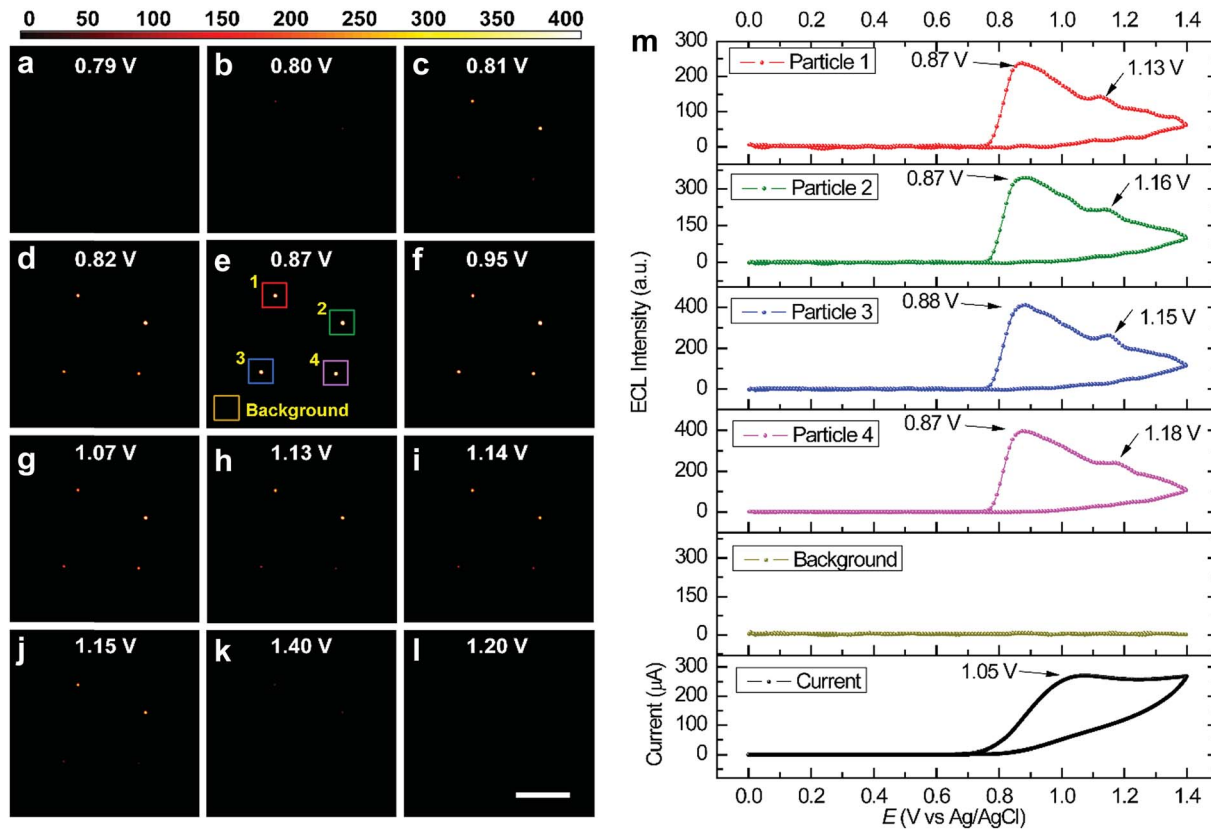 0 50 100 150 200 250 300 350 400
a 0.79 V
b 0.80 V
c 0.81 V
d 0.82 V
e 0.87 V
1
2
3
4
Background
f 0.95 V
g 1.07 V
h 1.13 V
i 1.14 V
j 1.15 V
k 1.40 V
l 1.20 V
m
0.0 0.2 0.4 0.6 0.8 1.0 1.2 1.4
300
200
100
0
Particle 1
0.87 V
1.13 V
300
150
0
Particle 2
0.87 V
1.16 V
400
200
0
Particle 3
0.88 V
1.15 V
400
200
0
Particle 4
0.87 V
1.18 V
300
150
0
Background
300
200
100
0
Current
1.05 V
ECL Intensity (a.u.)
Current (μA)
0.0 0.2 0.4 0.6 0.8 1.0 1.2 1.4
E (V vs Ag/AgCl)